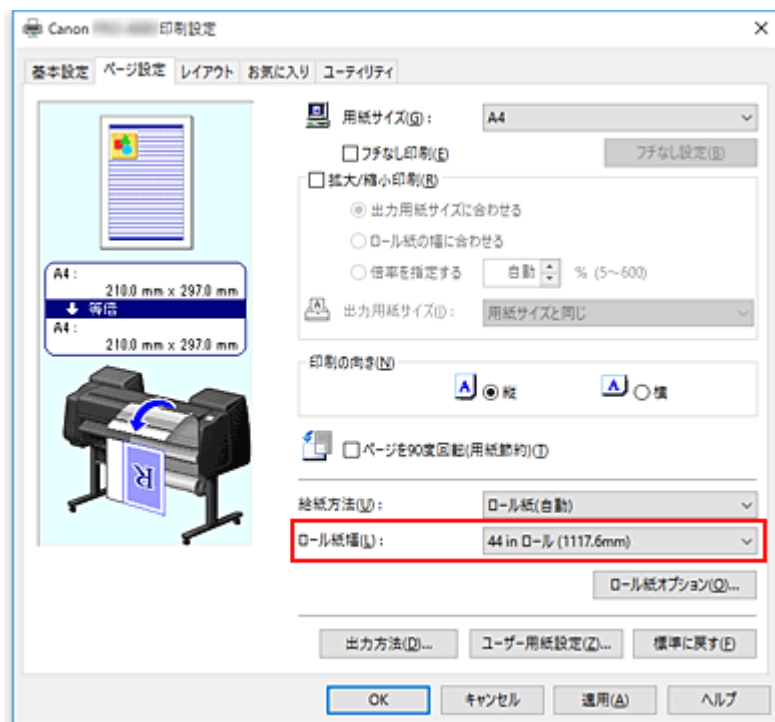 Canon 印刷設定
基本設定 ページ設定 レイアウト お気に入り ユーティリティ
用紙サイズ(G): A4
フチなし印刷(E) フチなし設定(B)
拡大/縮小印刷(R)
出力用紙サイズに合わせる
ロール紙の幅に合わせる
倍率を指定する 自動 % (5～600)
出力用紙サイズ(I): 用紙サイズと同じ
A4 :
210.0 mm x 297.0 mm
等倍
A4 :
210.0 mm x 297.0 mm
印刷の向き(N)
A 縦 A 横
ページを90度回転(用紙節約)(T)
R
給紙方法(U): ロール紙(自動)
ロール紙幅(L): 44 in ロール (1117.6mm)
ロール紙オプション(O)...
出力方法(D)... ユーザー用紙設定(Z)... 標準に戻す(F)
OK キャンセル 適用(A) ヘルプ